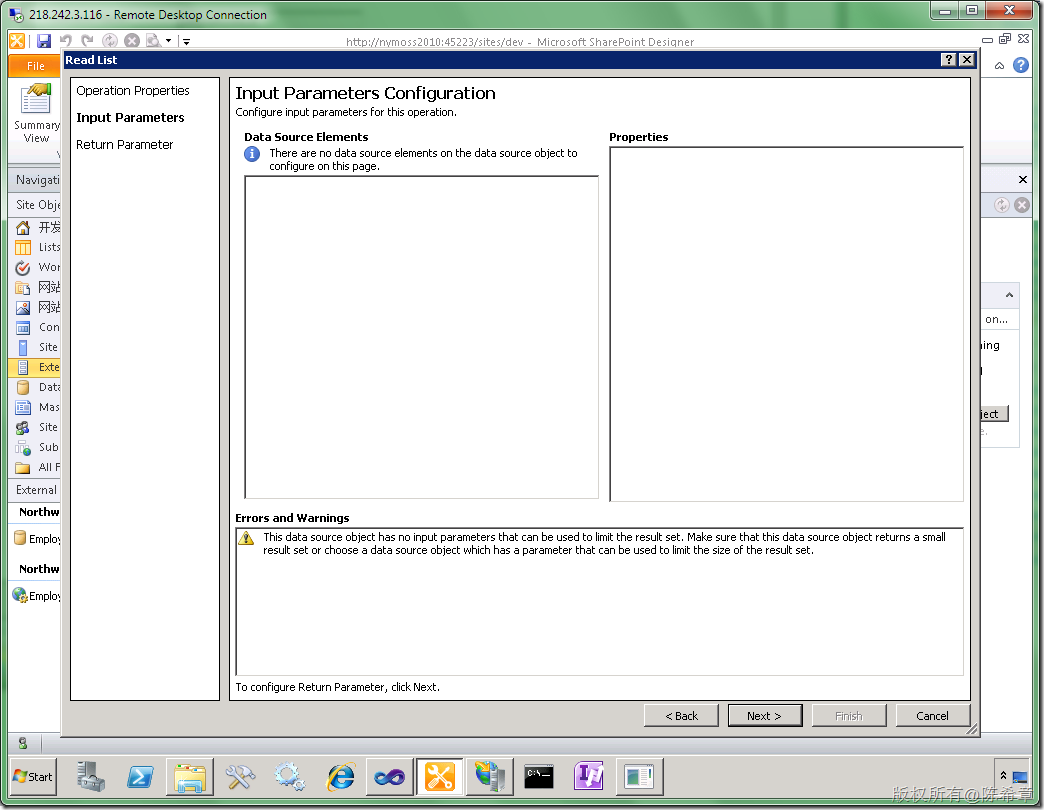 218.242.3.116 - Remote Desktop Connection
http://nymoss2010:45223/sites/dev - Microsoft SharePoint Designer
File
Read List
Summary
View
Operation Properties
Input Parameters
Return Parameter
Input Parameters Configuration
Configure input parameters for this operation.
Data Source Elements
There are no data source elements on the data source object to
configure on this page.
Properties
Navigati
Site Obje
开发
Lists
Wor
网站
网站
Con
Site
Exte
Data
Mas
Site
Sub
All F
External
Northw
Employ
Northw
Employ
on...
ning
ject
e.
Errors and Warnings
This data source object has no input parameters that can be used to limit the result set. Make sure that this data source object returns a small
result set or choose a data source object which has a parameter that can be used to limit the size of the result set.
To configure Return Parameter, click Next.
< Back
Next >
Finish
Cancel
Start
版权所有@陈希章